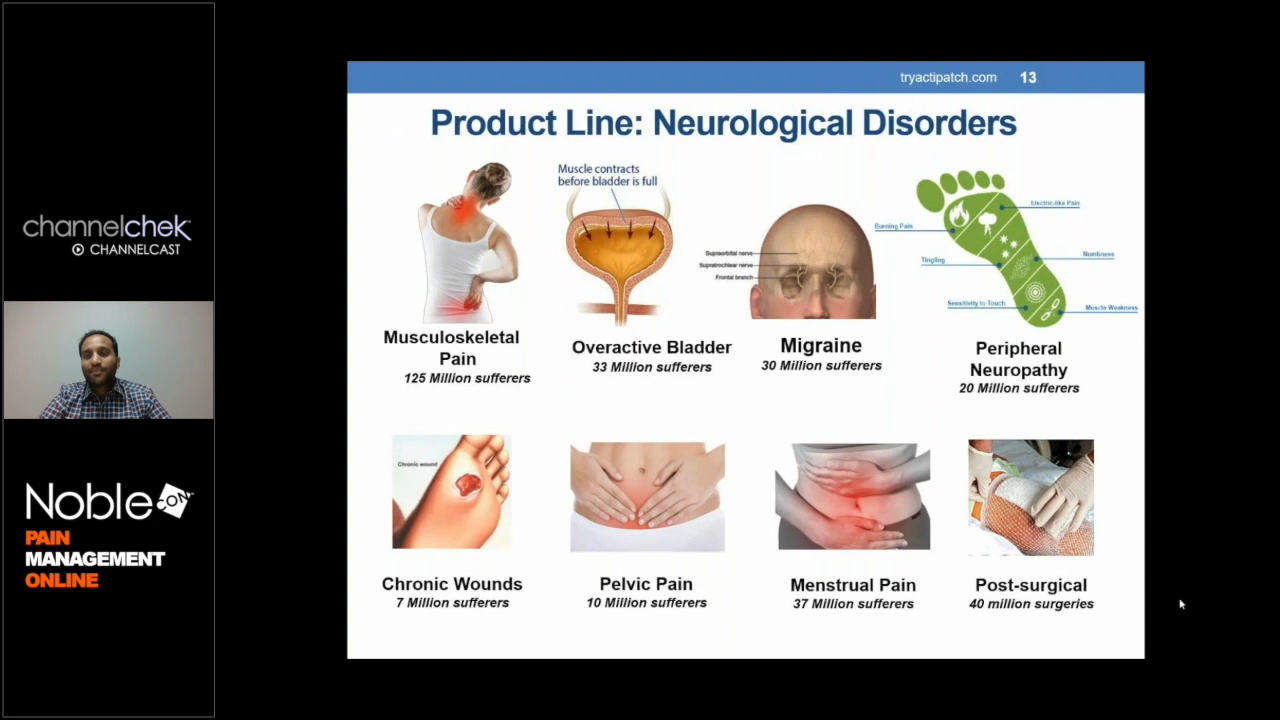 tryactipatch.com 13
Product Line: Neurological Disorders
Muscle contracts
before bladder is full
Supraorbital nerve
Supratrochlear nerve
Frontal branch
Electric-like Pain
Burning Pain
Tingling
Numbness
Sensitivity to Touch
Muscle Weakness
Musculoskeletal
Pain
125 Million sufferers
Overactive Bladder
33 Million sufferers
Migraine
30 Million sufferers
Peripheral
Neuropathy
20 Million sufferers
Chronic wound
Chronic Wounds
7 Million sufferers
Pelvic Pain
10 Million sufferers
Menstrual Pain
37 Million sufferers
Post-surgical
40 million surgeries
channelchek
CHANNELCAST
Noble CON
PAIN
MANAGEMENT
ONLINE